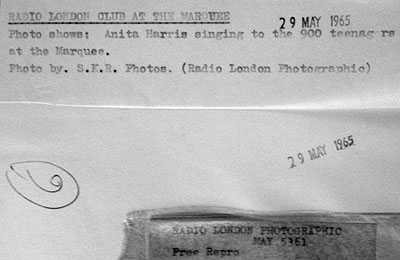 RADIO LONDON CLUB AT THE MARQUEE
29 MAY 1965
Photo shows: Anita Harris singing to the 900 teenag rs
at the Marquee.
Photo by. S.K.R. Photos. (Radio London Photographic)
29 MAY 1965
RADIO LONDON PHOTOGRAPHIC
MAY 5361
Free Repro